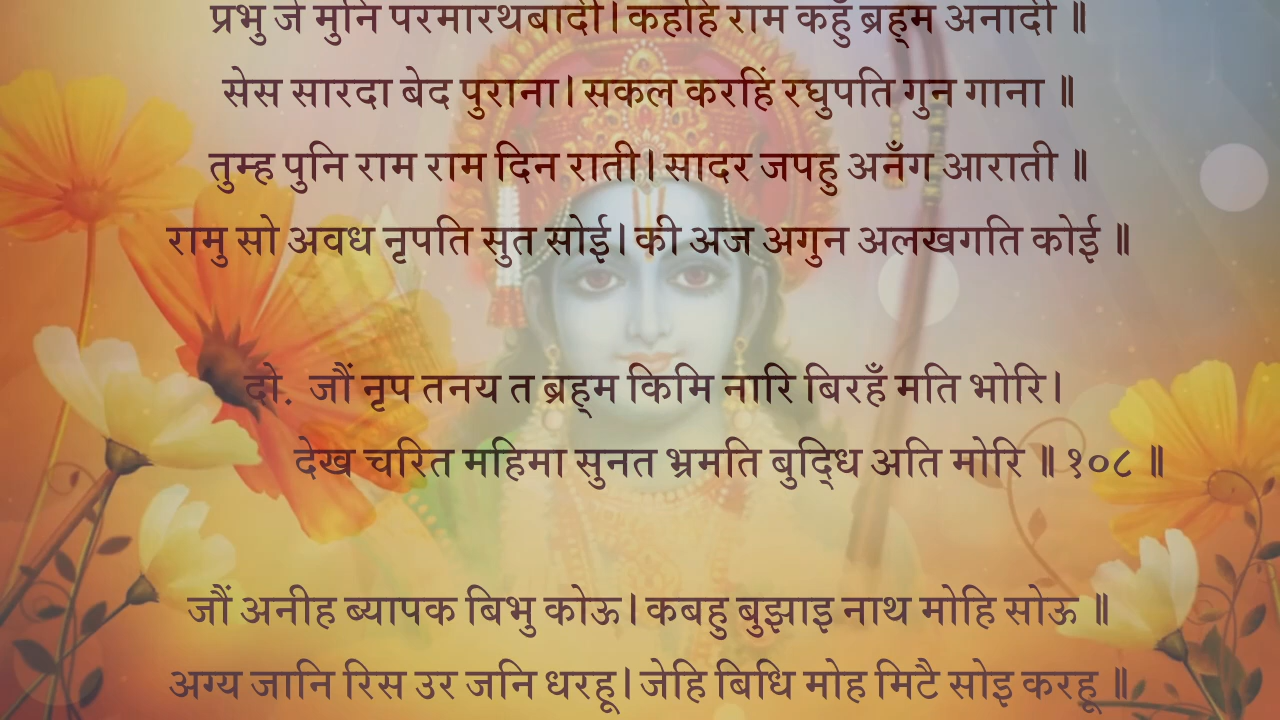 प्रभु जे मुनि परमारथबादी। कहहिं राम कहुँ ब्रह्म अनादी ॥
सेस सारदा बेद पुराना। सकल करहिं रघुपति गुन गाना ॥
तुम्ह पुनि राम राम दिन राती। सादर जपहु अनँग आराती ॥
रामु सो अवध नृपति सुत सोई। की अज अगुन अलखगति कोई ॥
दो. जौं नृप तनय त ब्रह्म किमि नारि बिरहँ मति भोरि।
देख चरित महिमा सुनत भ्रमति बुद्धि अति मोरि ॥ १०८ ॥
जौं अनीह ब्यापक बिभु कोऊ। कबहु बुझाइ नाथ मोहि सोऊ ॥
अग्य जानि रिस उर जनि धरहू। जेहि बिधि मोह मिटै सोइ करहू ॥